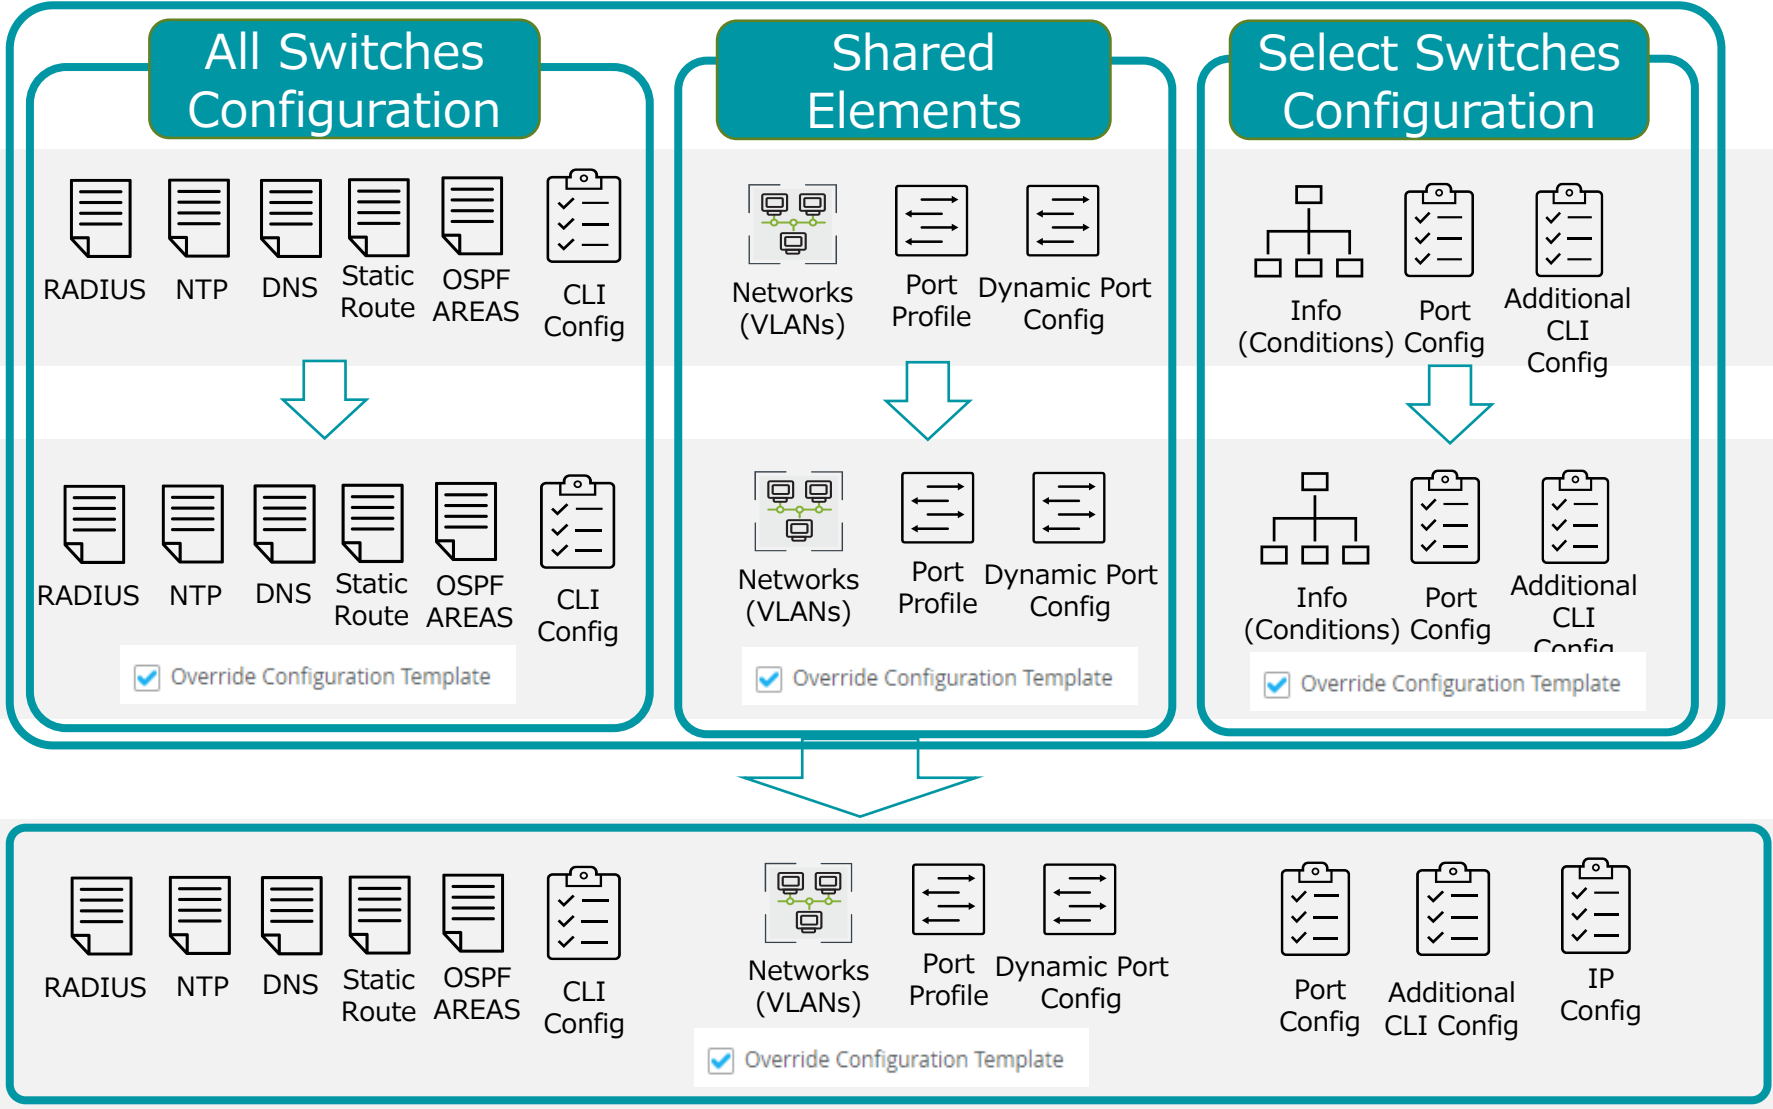 All Switches
Configuration
Shared
Elements
Select Switches
Configuration
RADIUS
NTP
DNS
Static
Route
OSPF
AREAS
CLI
Config
Networks
(VLANs)
Port
Profile
Dynamic Port
Config
Info
(Conditions)
Port
Config
Additional
CLI
Config
RADIUS
NTP
DNS
Static
Route
OSPF
AREAS
CLI
Config
Override Configuration Template
Networks
(VLANs)
Port
Profile
Dynamic Port
Config
Override Configuration Template
Info
(Conditions)
Port
Config
Additional
CLI
Config
Override Configuration Template
RADIUS
NTP
DNS
Static
Route
OSPF
AREAS
CLI
Config
Networks
(VLANs)
Port
Profile
Dynamic Port
Config
Port
Config
Additional
CLI Config
IP
Config
Override Configuration Template